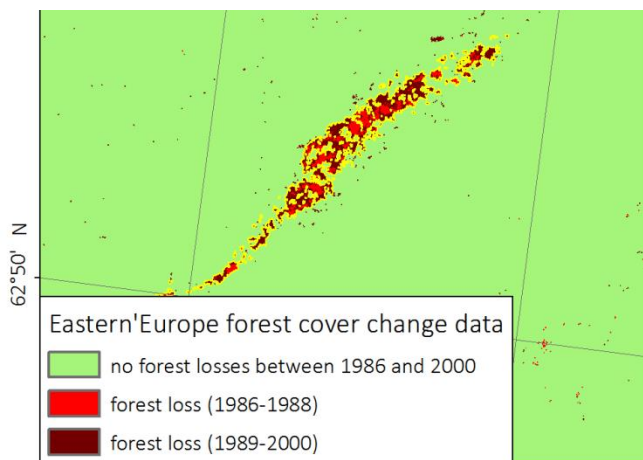 62°50' N
Eastern'Europe forest cover change data
no forest losses between 1986 and 2000
forest loss (1986-1988)
forest loss (1989-2000)